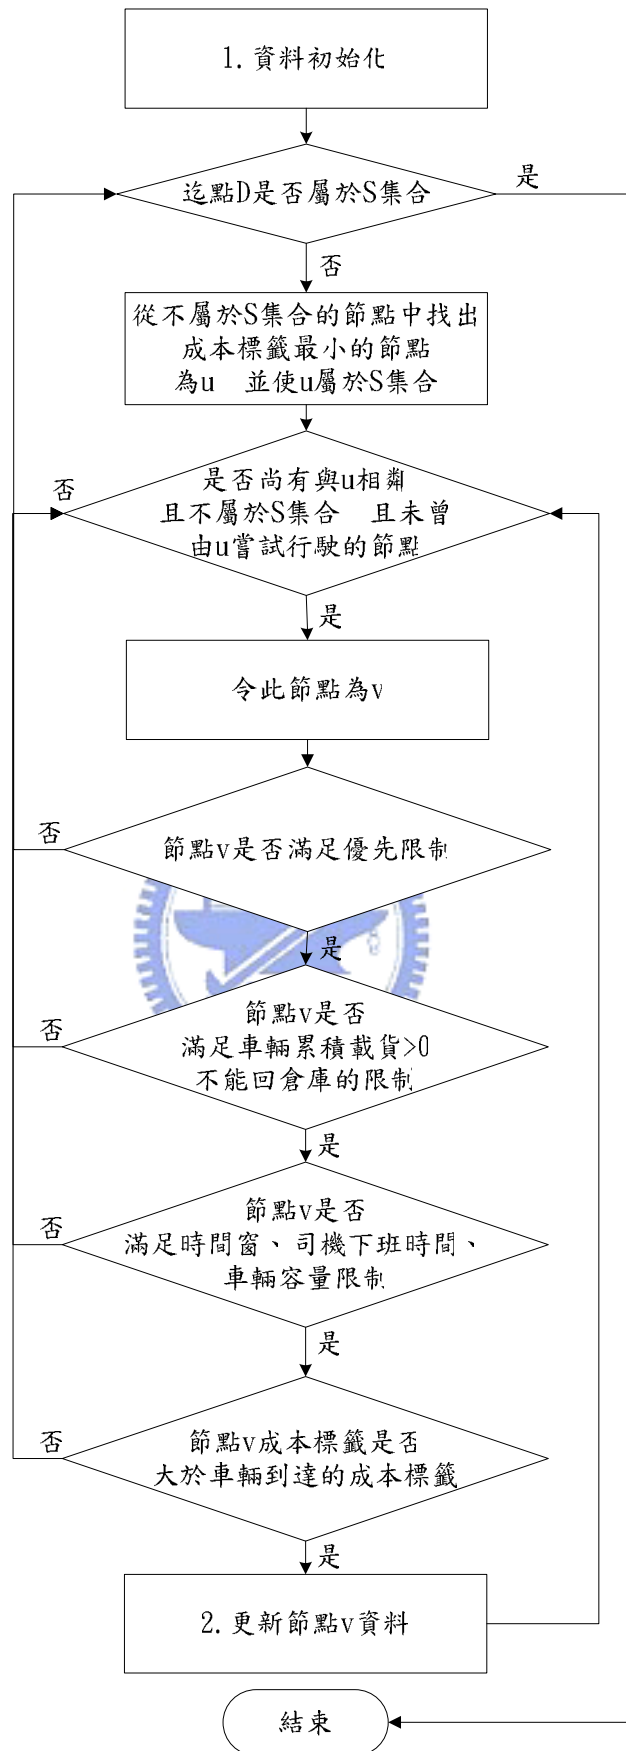 1.資料初始化
迄點D是否屬於S集合
是
否
從不屬於S集合的節點中找出
成本標籤最小的節點
為u 並使u屬於S集合
是否尚有與u相鄰
且不屬於S集合 且未曾
由u嘗試行駛的節點
否
是
令此節點為v
節點v是否滿足優先限制
否
是
節點v是否
滿足車輛累積載貨>0
不能回倉庫的限制
否
是
節點v是否
滿足時間窗、司機下班時間、
車輛容量限制
否
是
節點v成本標籤是否
大於車輛到達的成本標籤
否
是
2.更新節點v資料
結束